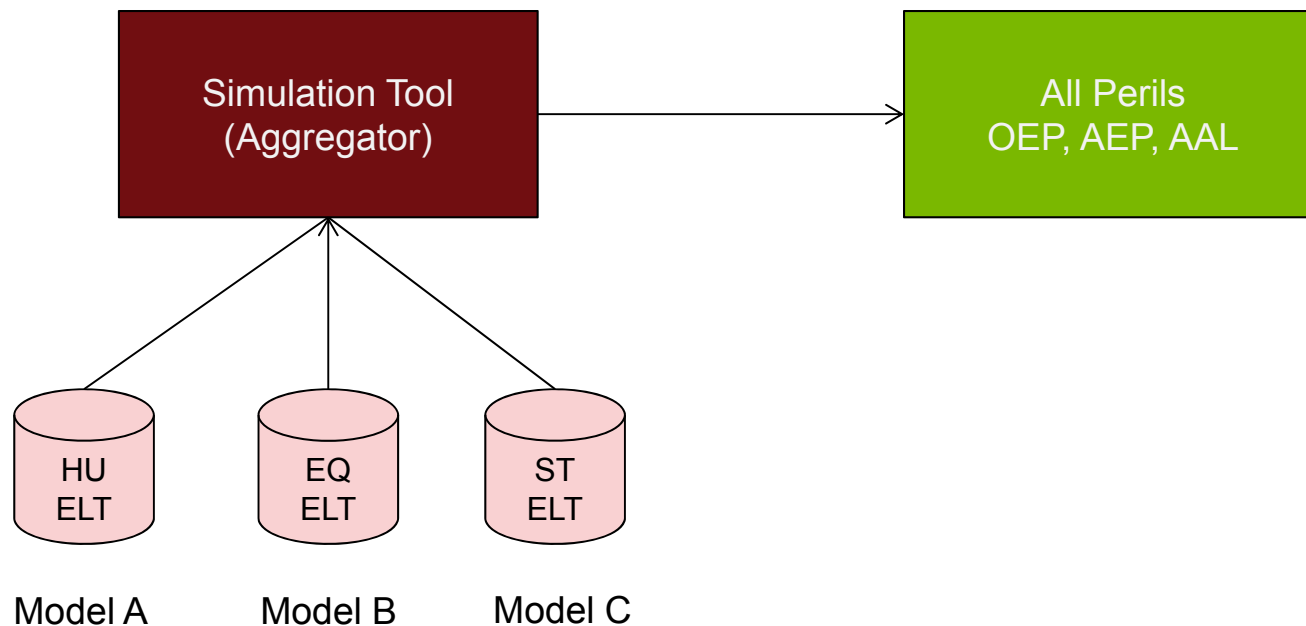 Simulation Tool
(Aggregator)
All Perils
OEP, AEP, AAL
HU
ELT
EQ
ELT
ST
ELT
Model A
Model B
Model C